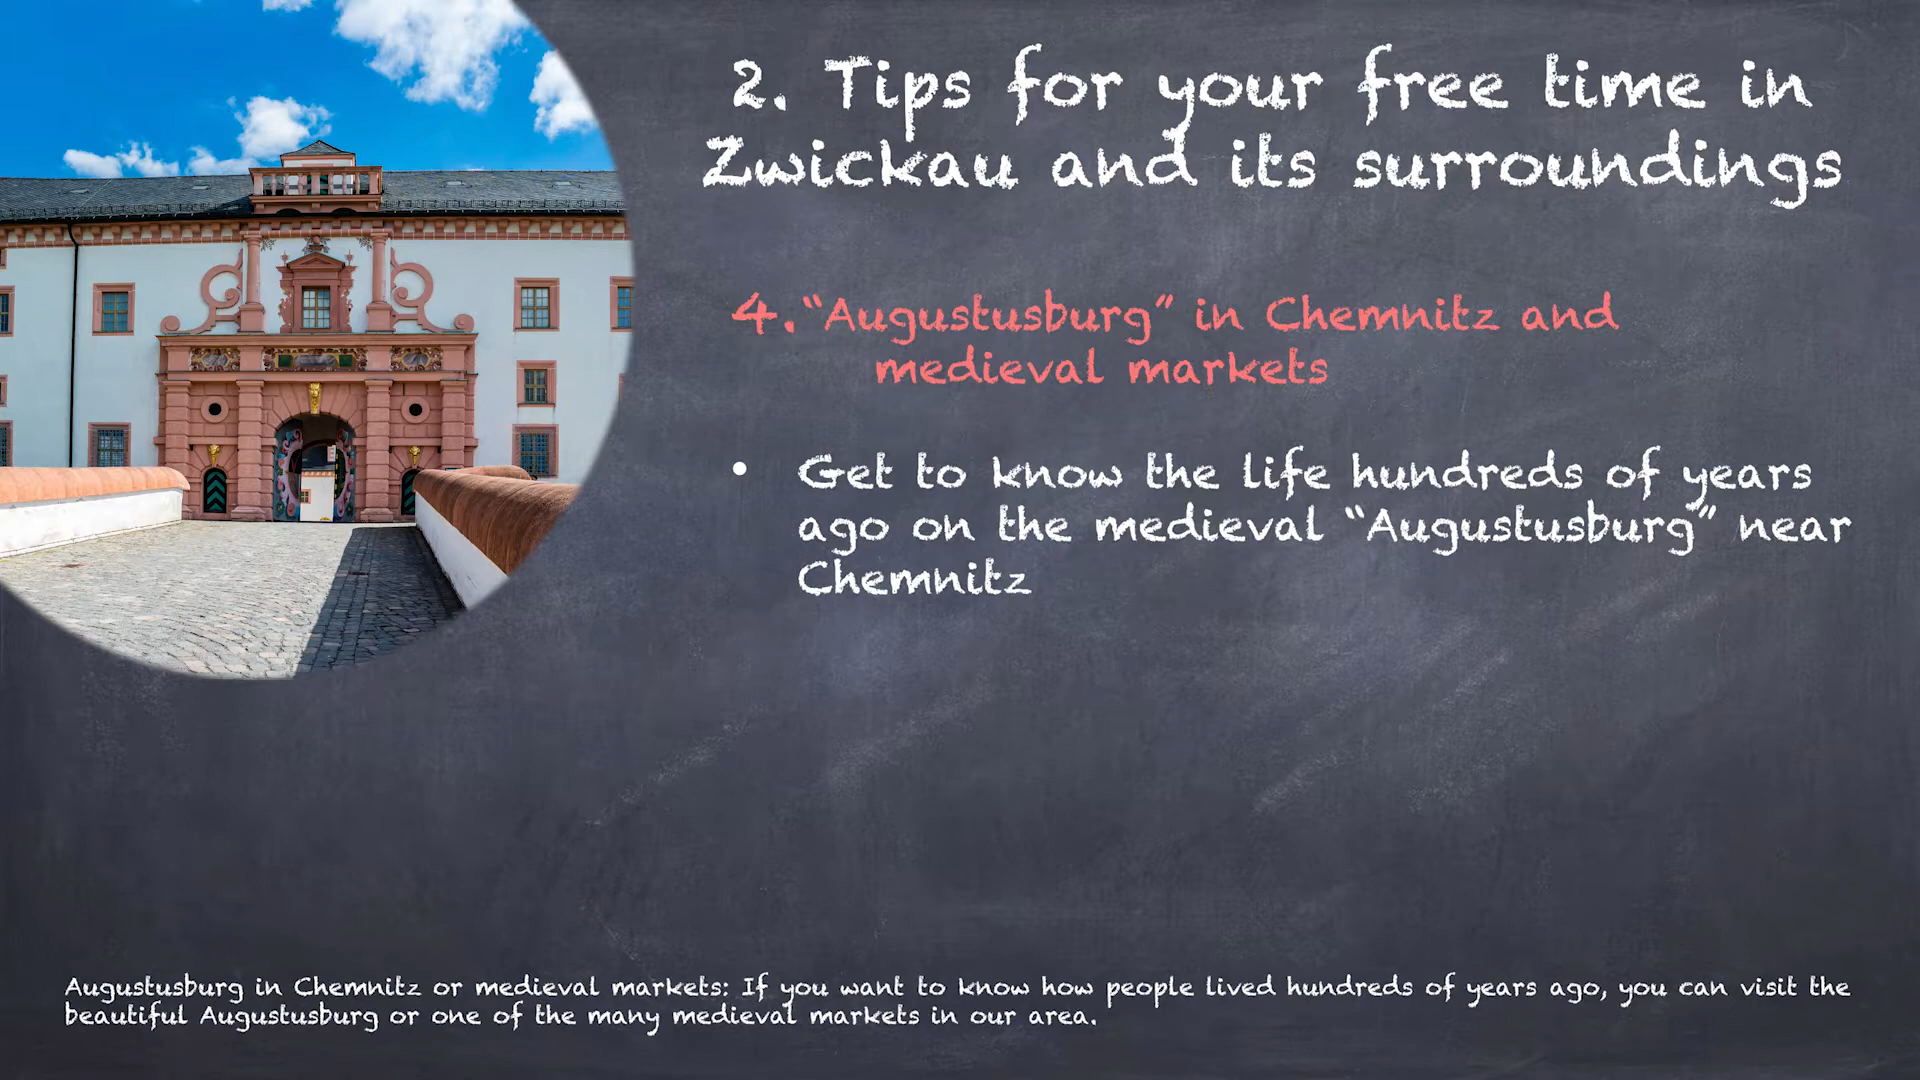 2. Tips for your free time in
Zwickau and its surroundings
4. “Augustusburg” in Chemnitz and
medieval markets
• Get to know the life hundreds of years
ago on the medieval “Augustusburg” near
Chemnitz
Augustusburg in Chemnitz or medieval markets: If you want to know how people lived hundreds of years ago, you can visit the
beautiful Augustusburg or one of the many medieval markets in our area.